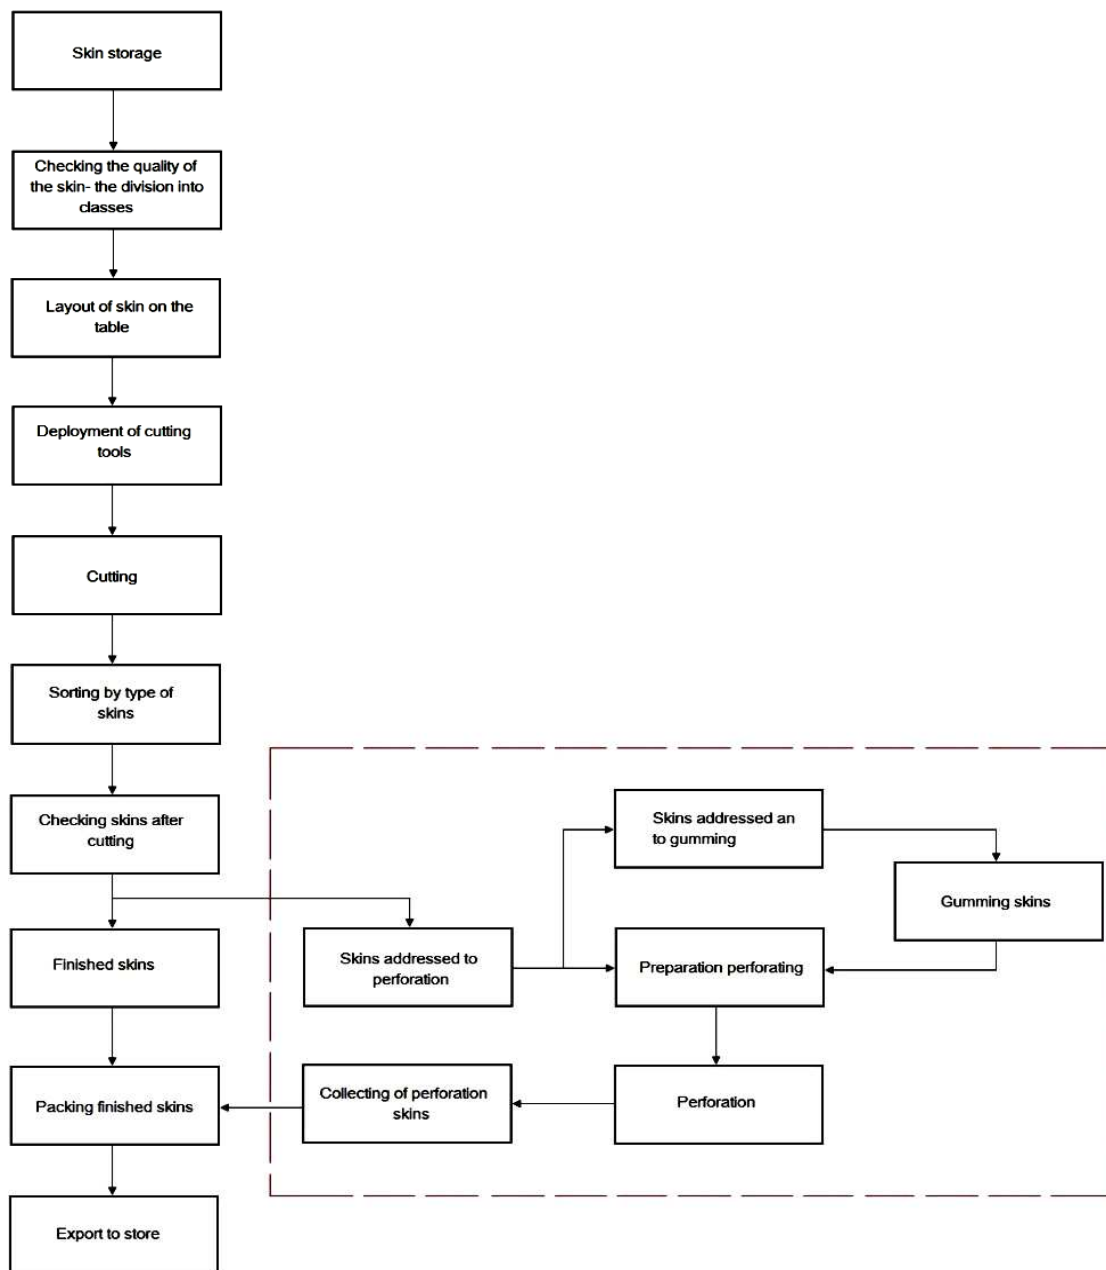 Skin storage
Checking the quality of
the skin- the division into
classes
Layout of skin on the
table
Deployment of cutting
tools
Cutting
Sorting by type of
skins
Checking skins after
cutting
Finished skins
Packing finished skins
Export to store
Skins addressed to
perforation
Skins addressed an
to gumming
Gumming skins
Preparation perforating
Perforation
Collecting of perforation
skins